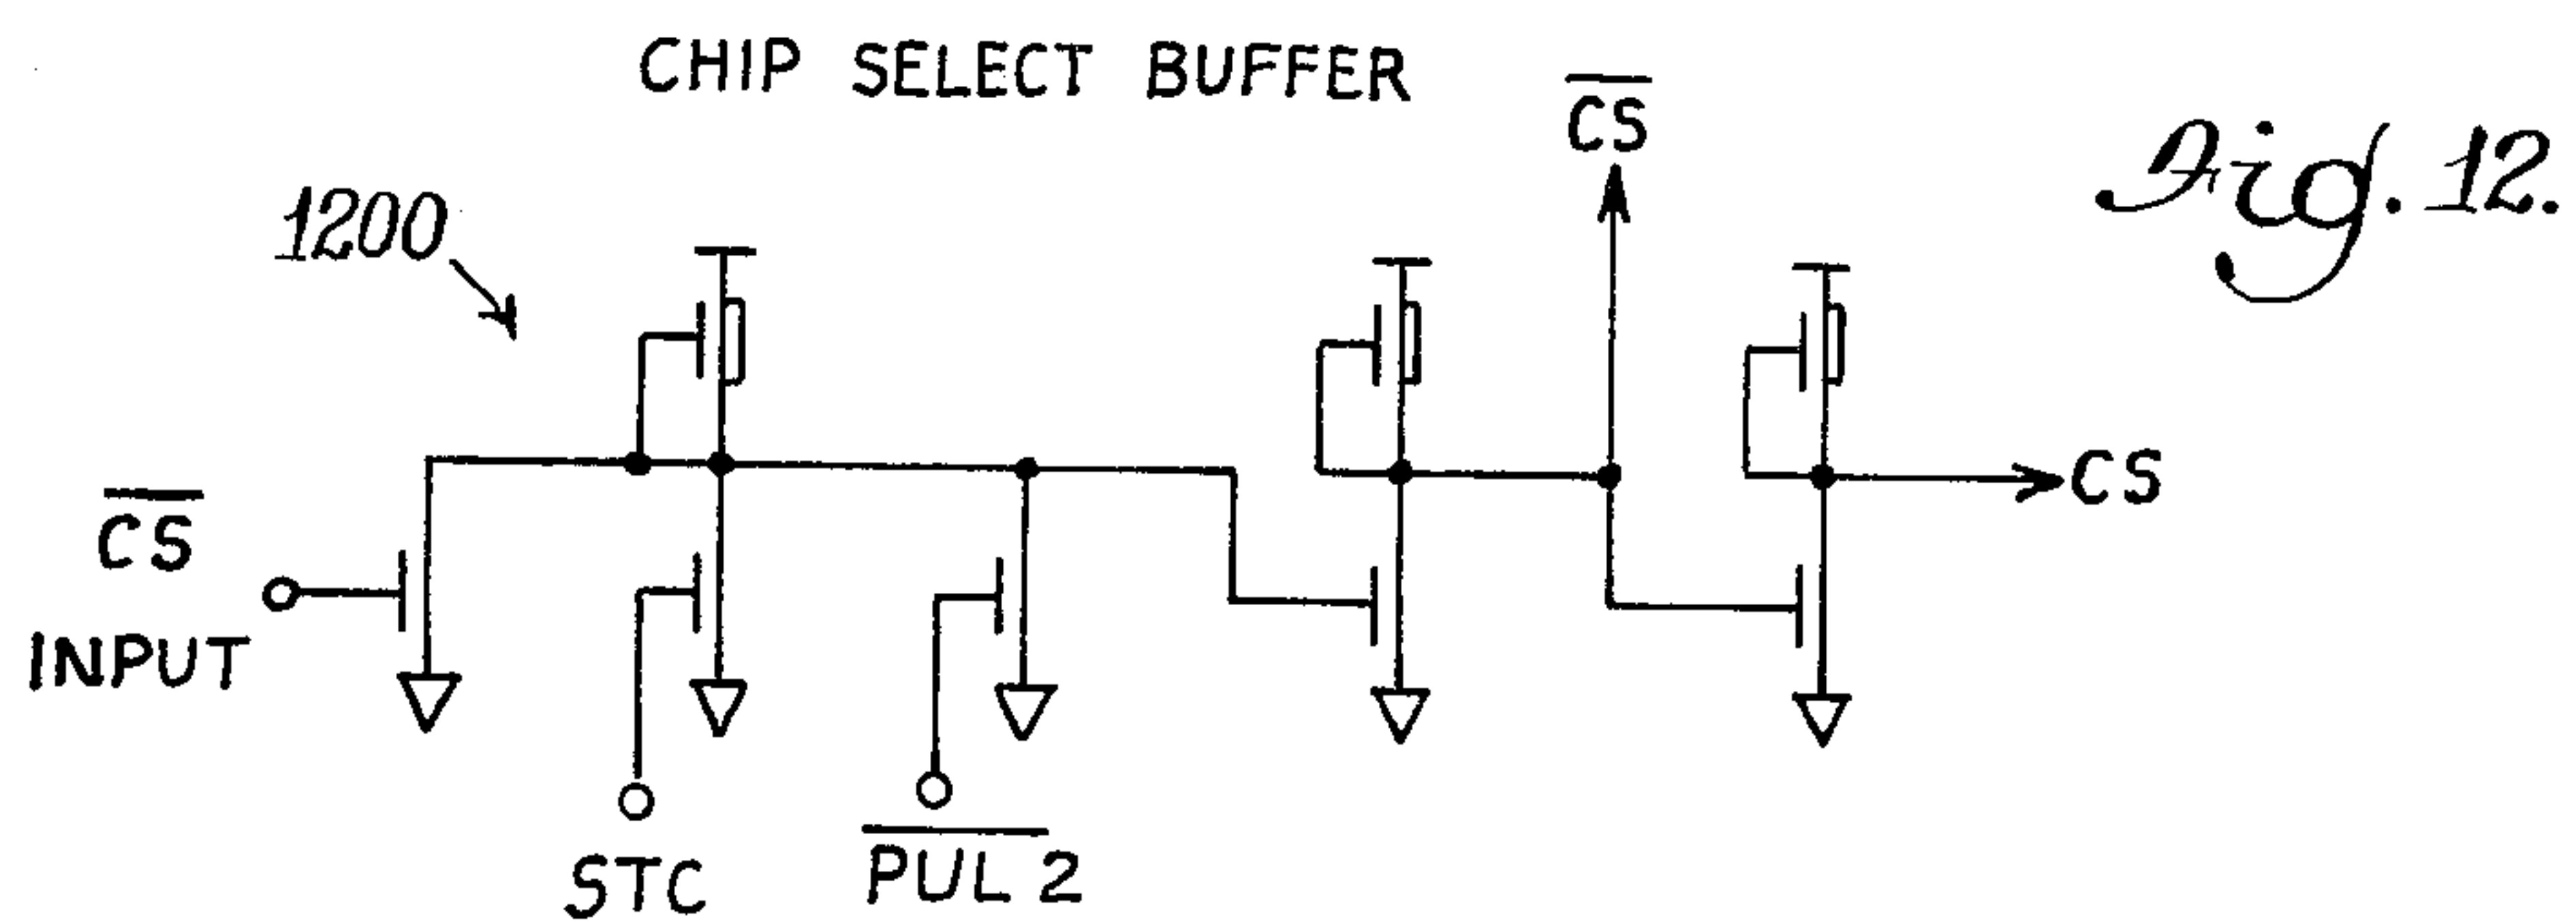 CHIP SELECT BUFFER
C̅S̅
Fig. 12.
1200
C̅S̅
INPUT
CS
STC
P̅U̅L̅ 2